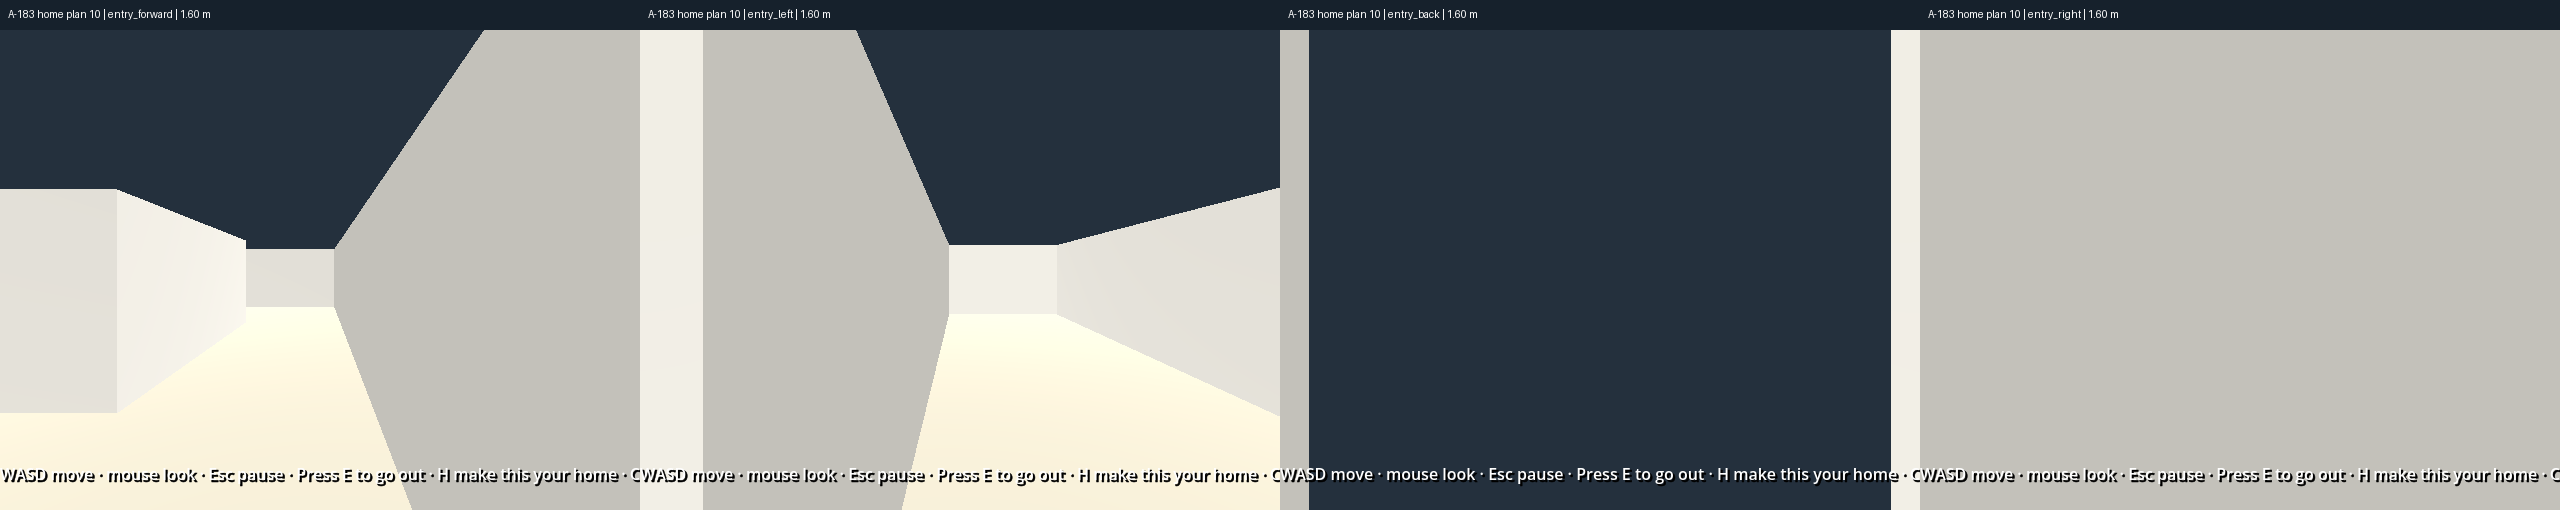 A-183 home plan 10 | entry_forward | 1.60 m
A-183 home plan 10 | entry_left | 1.60 m
A-183 home plan 10 | entry_back | 1.60 m
A-183 home plan 10 | entry_right | 1.60 m
WASD move · mouse look · Esc pause · Press E to go out · H make this your home · C
WASD move · mouse look · Esc pause · Press E to go out · H make this your home · C
WASD move · mouse look · Esc pause · Press E to go out · H make this your home · C
WASD move · mouse look · Esc pause · Press E to go out · H make this your home · C